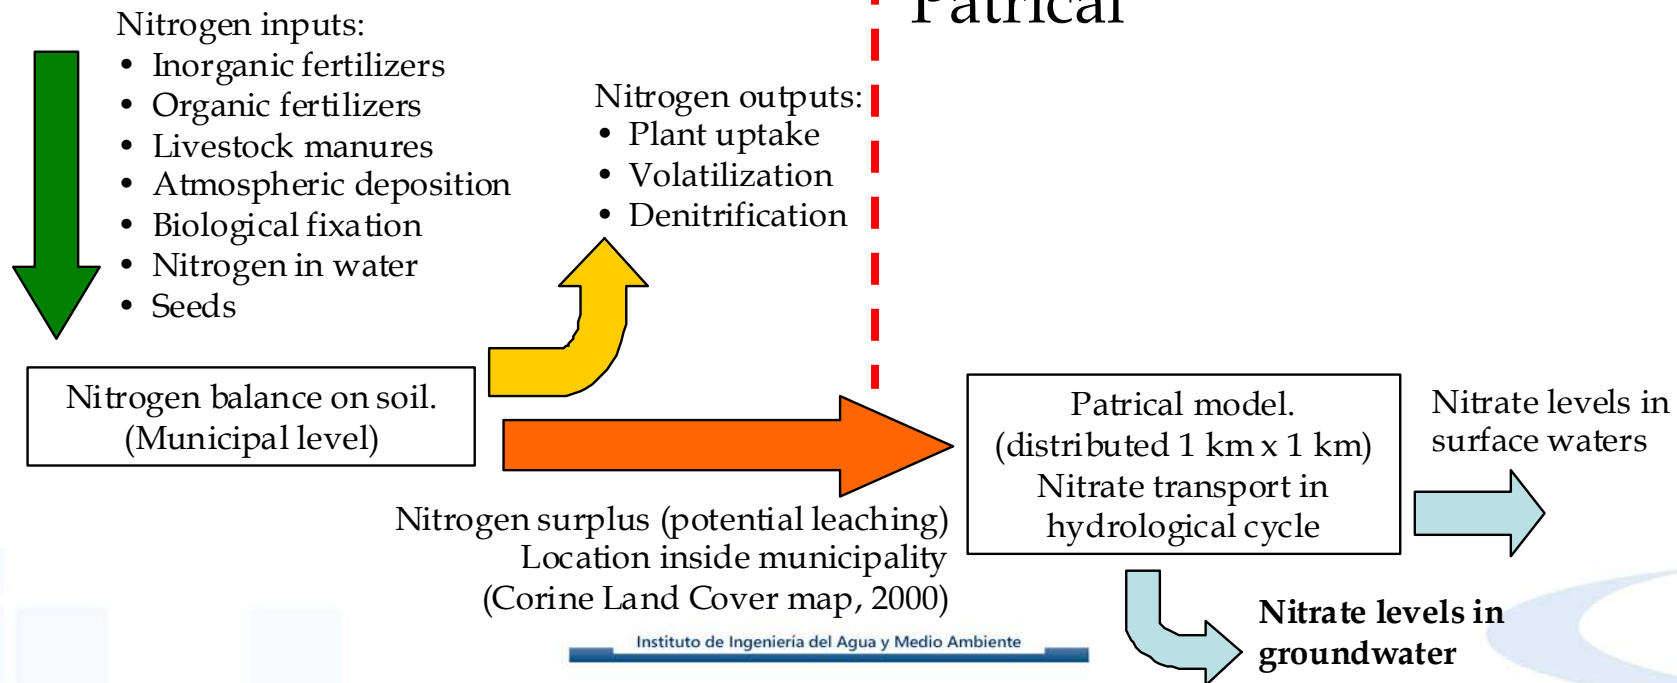 Patrical
Nitrogen inputs:
• Inorganic fertilizers
• Organic fertilizers
• Livestock manures
• Atmospheric deposition
• Biological fixation
• Nitrogen in water
• Seeds
Nitrogen outputs:
• Plant uptake
• Volatilization
• Denitrification
Nitrogen balance on soil.
(Municipal level)
Nitrogen surplus (potential leaching)
Location inside municipality
(Corine Land Cover map, 2000)
Patrical model.
(distributed 1 km x 1 km)
Nitrate transport in
hydrological cycle
Nitrate levels in
surface waters
Nitrate levels in
groundwater
Instituto de Ingeniería del Agua y Medio Ambiente